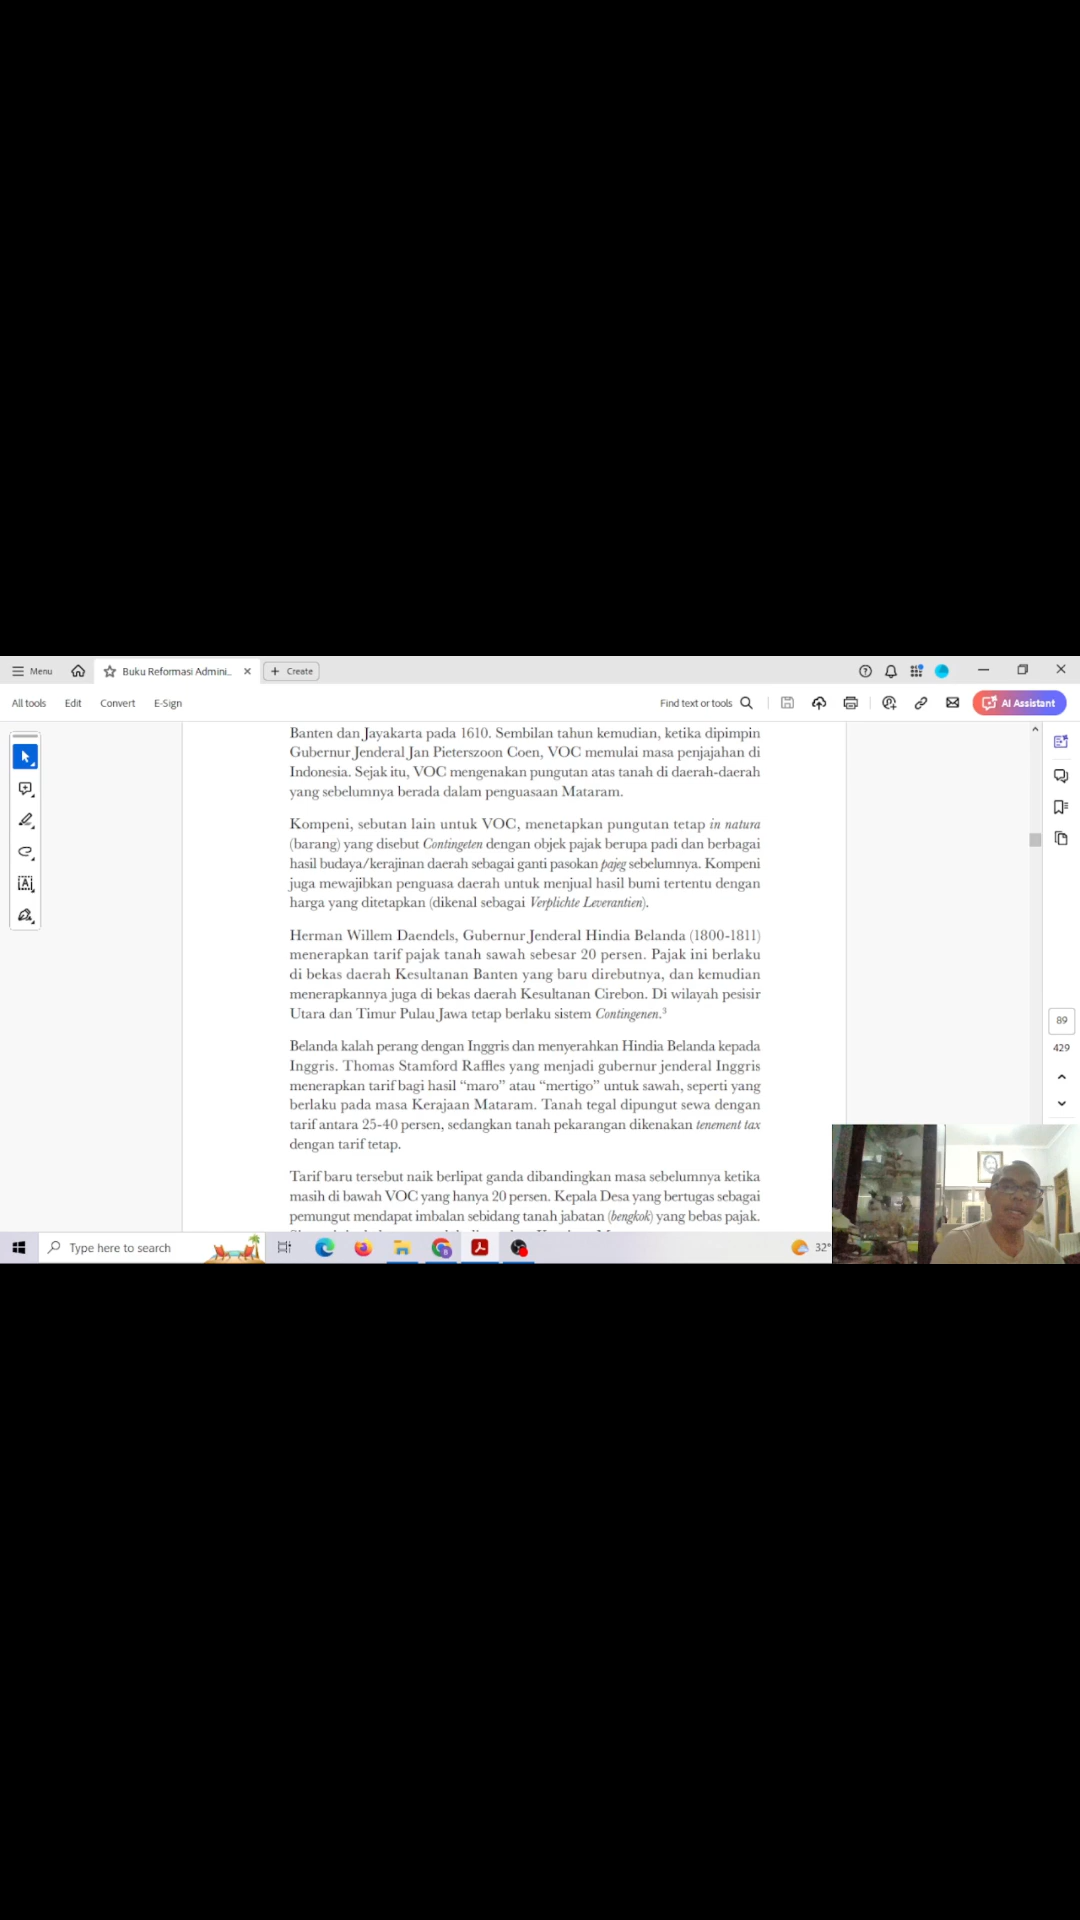 Menu
Buku Reformasi Admini...
Create
All tools
Edit
Convert
E-Sign
Find text or tools
AI Assistant
Banten dan Jayakarta pada 1610. Sembilan tahun kemudian, ketika dipimpin
Gubernur Jenderal Jan Pieterszoon Coen, VOC memulai masa penjajahan di
Indonesia. Sejak itu, VOC mengenakan pungutan atas tanah di daerah-daerah
yang sebelumnya berada dalam penguasaan Mataram.
Kompeni, sebutan lain untuk VOC, menetapkan pungutan tetap in natura
(barang) yang disebut Contingeten dengan objek pajak berupa padi dan berbagai
hasil budaya/kerajinan daerah sebagai ganti pasokan pajeg sebelumnya. Kompeni
juga mewajibkan penguasa daerah untuk menjual hasil bumi tertentu dengan
harga yang ditetapkan (dikenal sebagai Verplichte Leverantien).
Herman Willem Daendels, Gubernur Jenderal Hindia Belanda (1800-1811)
menerapkan tarif pajak tanah sawah sebesar 20 persen. Pajak ini berlaku
di bekas daerah Kesultanan Banten yang baru direbutnya, dan kemudian
menerapkannya juga di bekas daerah Kesultanan Cirebon. Di wilayah pesisir
Utara dan Timur Pulau Jawa tetap berlaku sistem Contingenen.³
Belanda kalah perang dengan Inggris dan menyerahkan Hindia Belanda kepada
Inggris. Thomas Stamford Raffles yang menjadi gubernur jenderal Inggris
menerapkan tarif bagi hasil “maro” atau “mertigo” untuk sawah, seperti yang
berlaku pada masa Kerajaan Mataram. Tanah tegal dipungut sewa dengan
tarif antara 25-40 persen, sedangkan tanah pekarangan dikenakan tenement tax
dengan tarif tetap.
Tarif baru tersebut naik berlipat ganda dibandingkan masa sebelumnya ketika
masih di bawah VOC yang hanya 20 persen. Kepala Desa yang bertugas sebagai
pemungut mendapat imbalan sebidang tanah jabatan (bengkok) yang bebas pajak.
89
429
Type here to search
32°